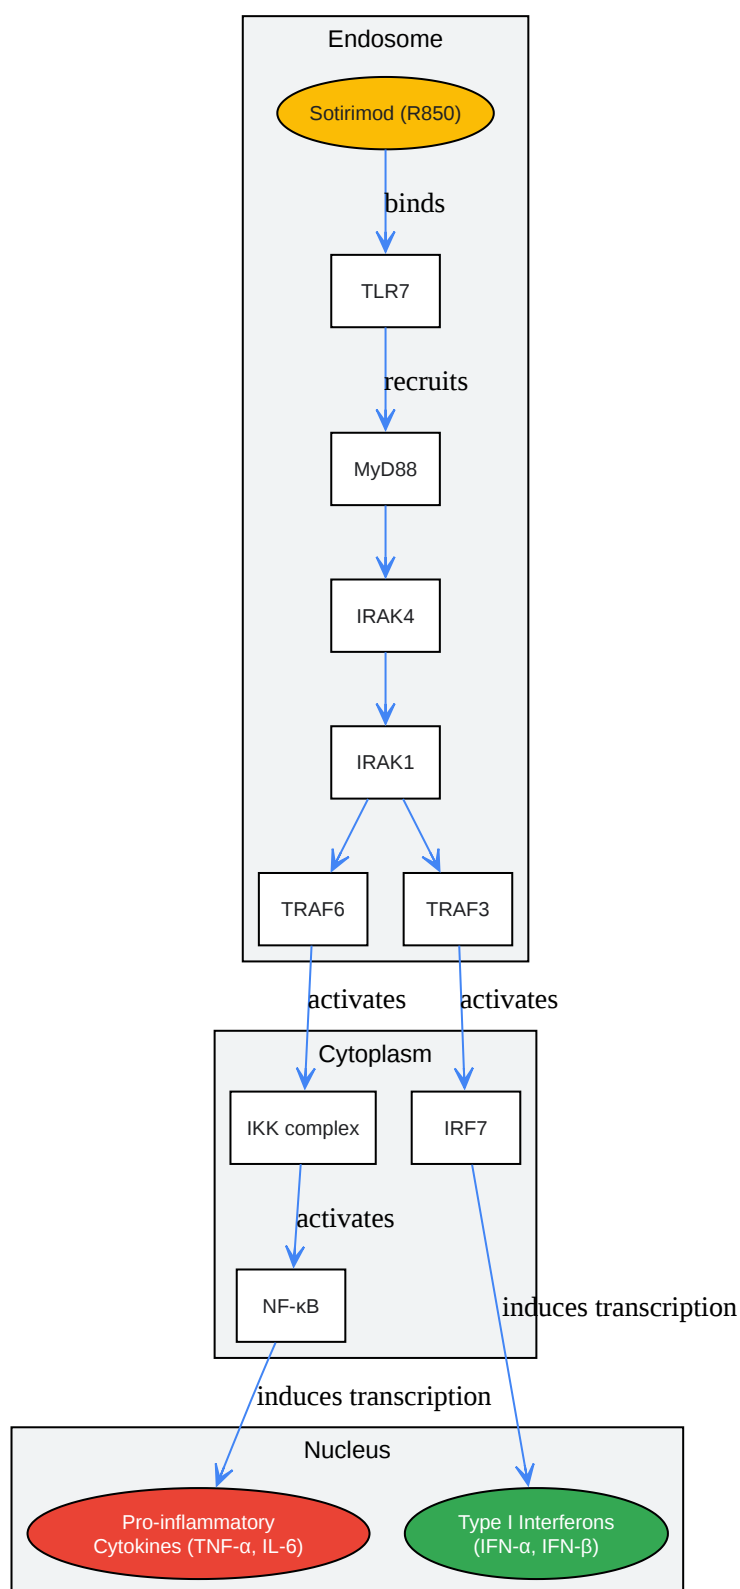 Endosome
Sotirimod (R850)
binds
TLR7
recruits
MyD88
IRAK4
IRAK1
TRAF6
TRAF3
activates
activates
Cytoplasm
IKK complex
IRF7
activates
NF-κB
induces transcription
induces transcription
Nucleus
Pro-inflammatory
Cytokines (TNF-α, IL-6)
Type I Interferons
(IFN-α, IFN-β)